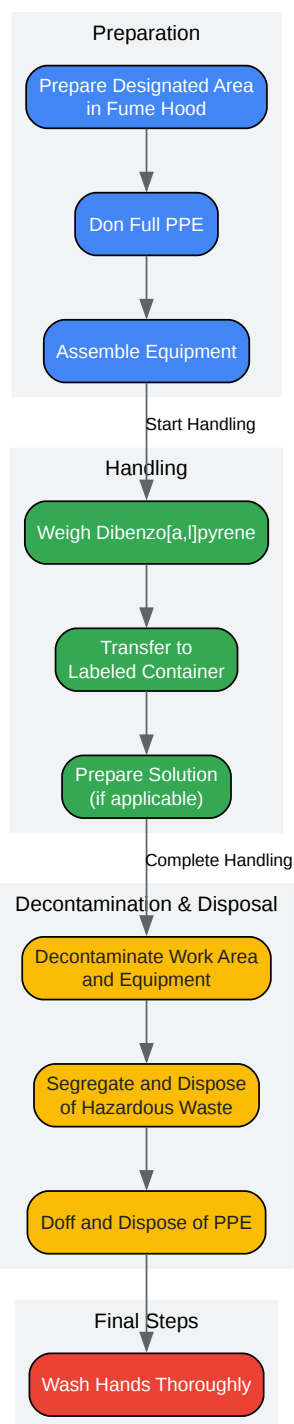 Preparation
Prepare Designated Area
in Fume Hood
Don Full PPE
Assemble Equipment
Start Handling
Handling
Weigh Dibenzo[a,l]pyrene
Transfer to
Labeled Container
Prepare Solution
(if applicable)
Complete Handling
Decontamination & Disposal
Decontaminate Work Area
and Equipment
Segregate and Dispose
of Hazardous Waste
Doff and Dispose of PPE
Final Steps
Wash Hands Thoroughly